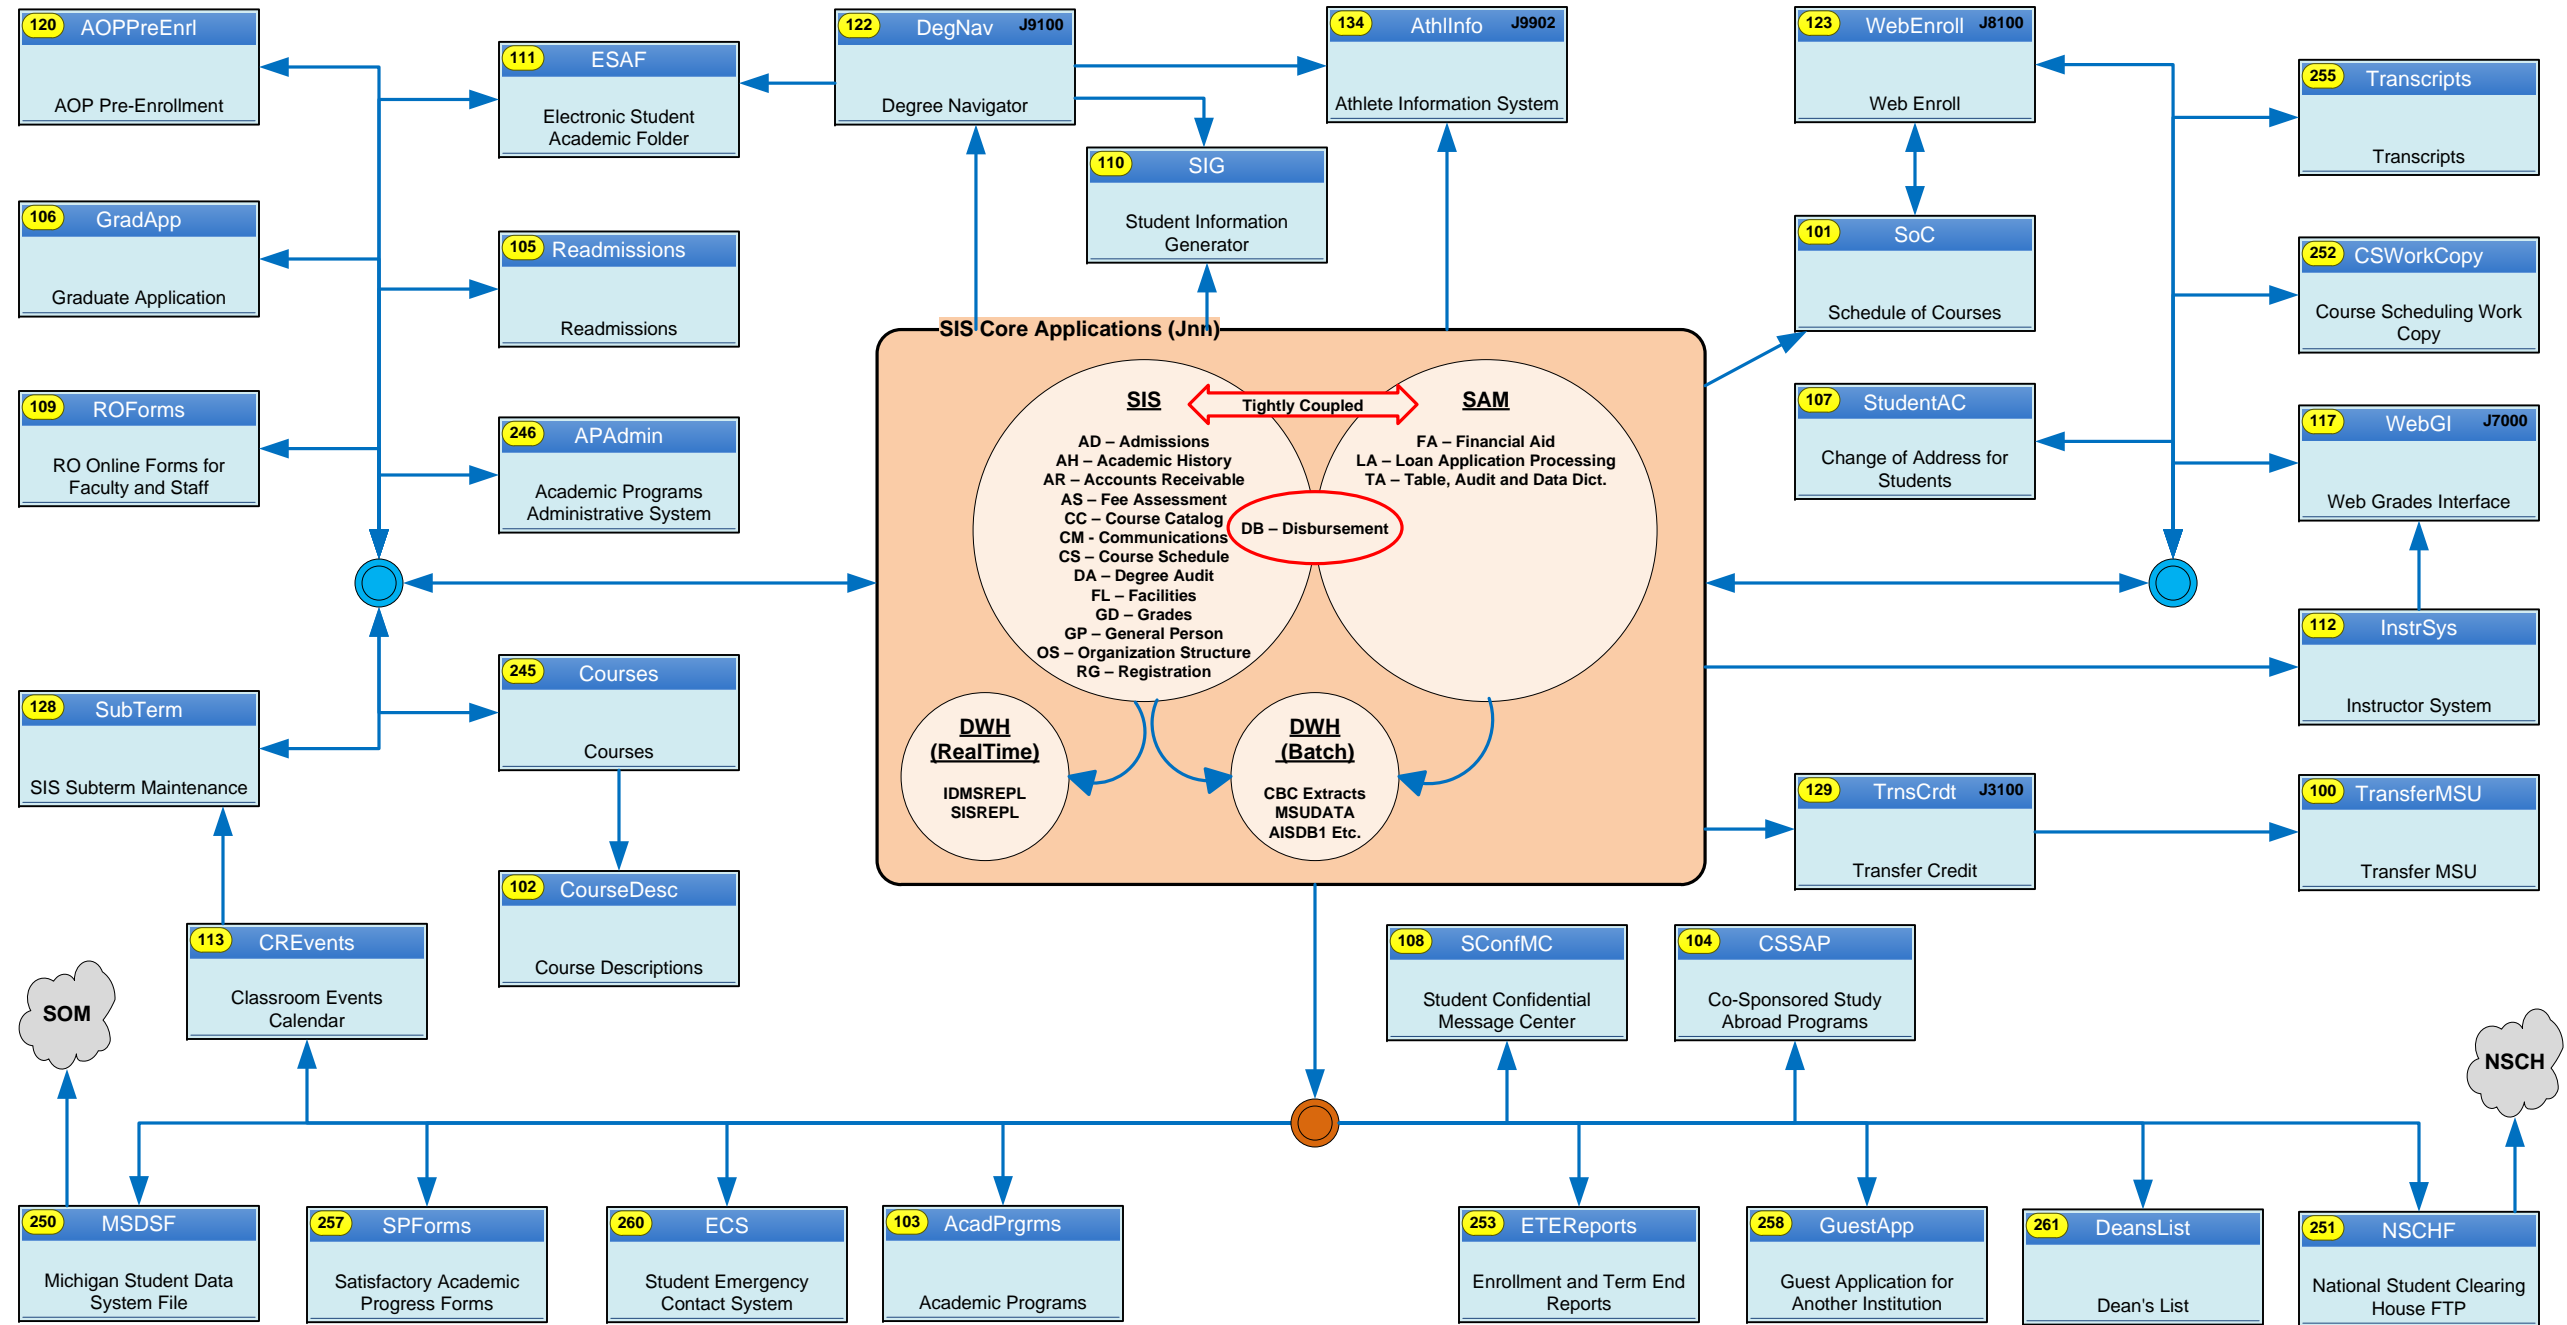 120 AOPPreEnrl
AOP Pre-Enrollment
111 ESAF
Electronic Student
Academic Folder
122 DegNav J9100
Degree Navigator
134 AthlInfo J9902
Athlete Information System
123 WebEnroll J8100
Web Enroll
255 Transcripts
Transcripts
110 SIG
Student Information
Generator
106 GradApp
Graduate Application
105 Readmissions
Readmissions
101 SoC
Schedule of Courses
252 CSWorkCopy
Course Scheduling Work
Copy
109 ROForms
RO Online Forms for
Faculty and Staff
246 APAdmin
Academic Programs
Administrative System
107 StudentAC
Change of Address for
Students
117 WebGI J7000
Web Grades Interface
SIS Core Applications (Jnn)
SIS
Tightly Coupled
SAM
AD – Admissions
AH – Academic History
AR – Accounts Receivable
AS – Fee Assessment
CC – Course Catalog
CM - Communications
CS – Course Schedule
DA – Degree Audit
FL – Facilities
GD – Grades
GP – General Person
OS – Organization Structure
RG – Registration
FA – Financial Aid
LA – Loan Application Processing
TA – Table, Audit and Data Dict.
DB – Disbursement
DWH
(RealTime)
IDMSREPL
SISREPL
DWH
(Batch)
CBC Extracts
MSUDATA
AISDB1 Etc.
112 InstrSys
Instructor System
128 SubTerm
SIS Subterm Maintenance
245 Courses
Courses
129 TrnsCrdt J3100
Transfer Credit
100 TransferMSU
Transfer MSU
102 CourseDesc
Course Descriptions
113 CREvents
Classroom Events
Calendar
108 SConfMC
Student Confidential
Message Center
104 CSSAP
Co-Sponsored Study
Abroad Programs
SOM
NSCH
250 MSDSF
Michigan Student Data
System File
257 SPForms
Satisfactory Academic
Progress Forms
260 ECS
Student Emergency
Contact System
103 AcadPrgrms
Academic Programs
253 ETEReports
Enrollment and Term End
Reports
258 GuestApp
Guest Application for
Another Institution
261 DeansList
Dean's List
251 NSCHF
National Student Clearing
House FTP